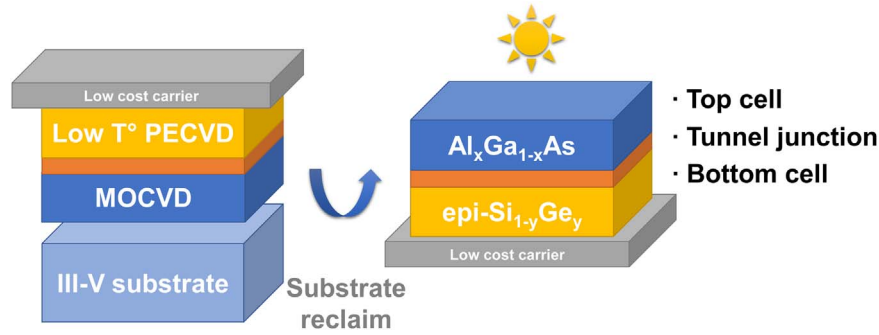 Low cost carrier
Low T° PECVD
MOCVD
III-V substrate
Substrate
reclaim
AlₓGa₁₋ₓAs
epi-Si₁₋ᵧGeᵧ
Low cost carrier
· Top cell
· Tunnel junction
· Bottom cell